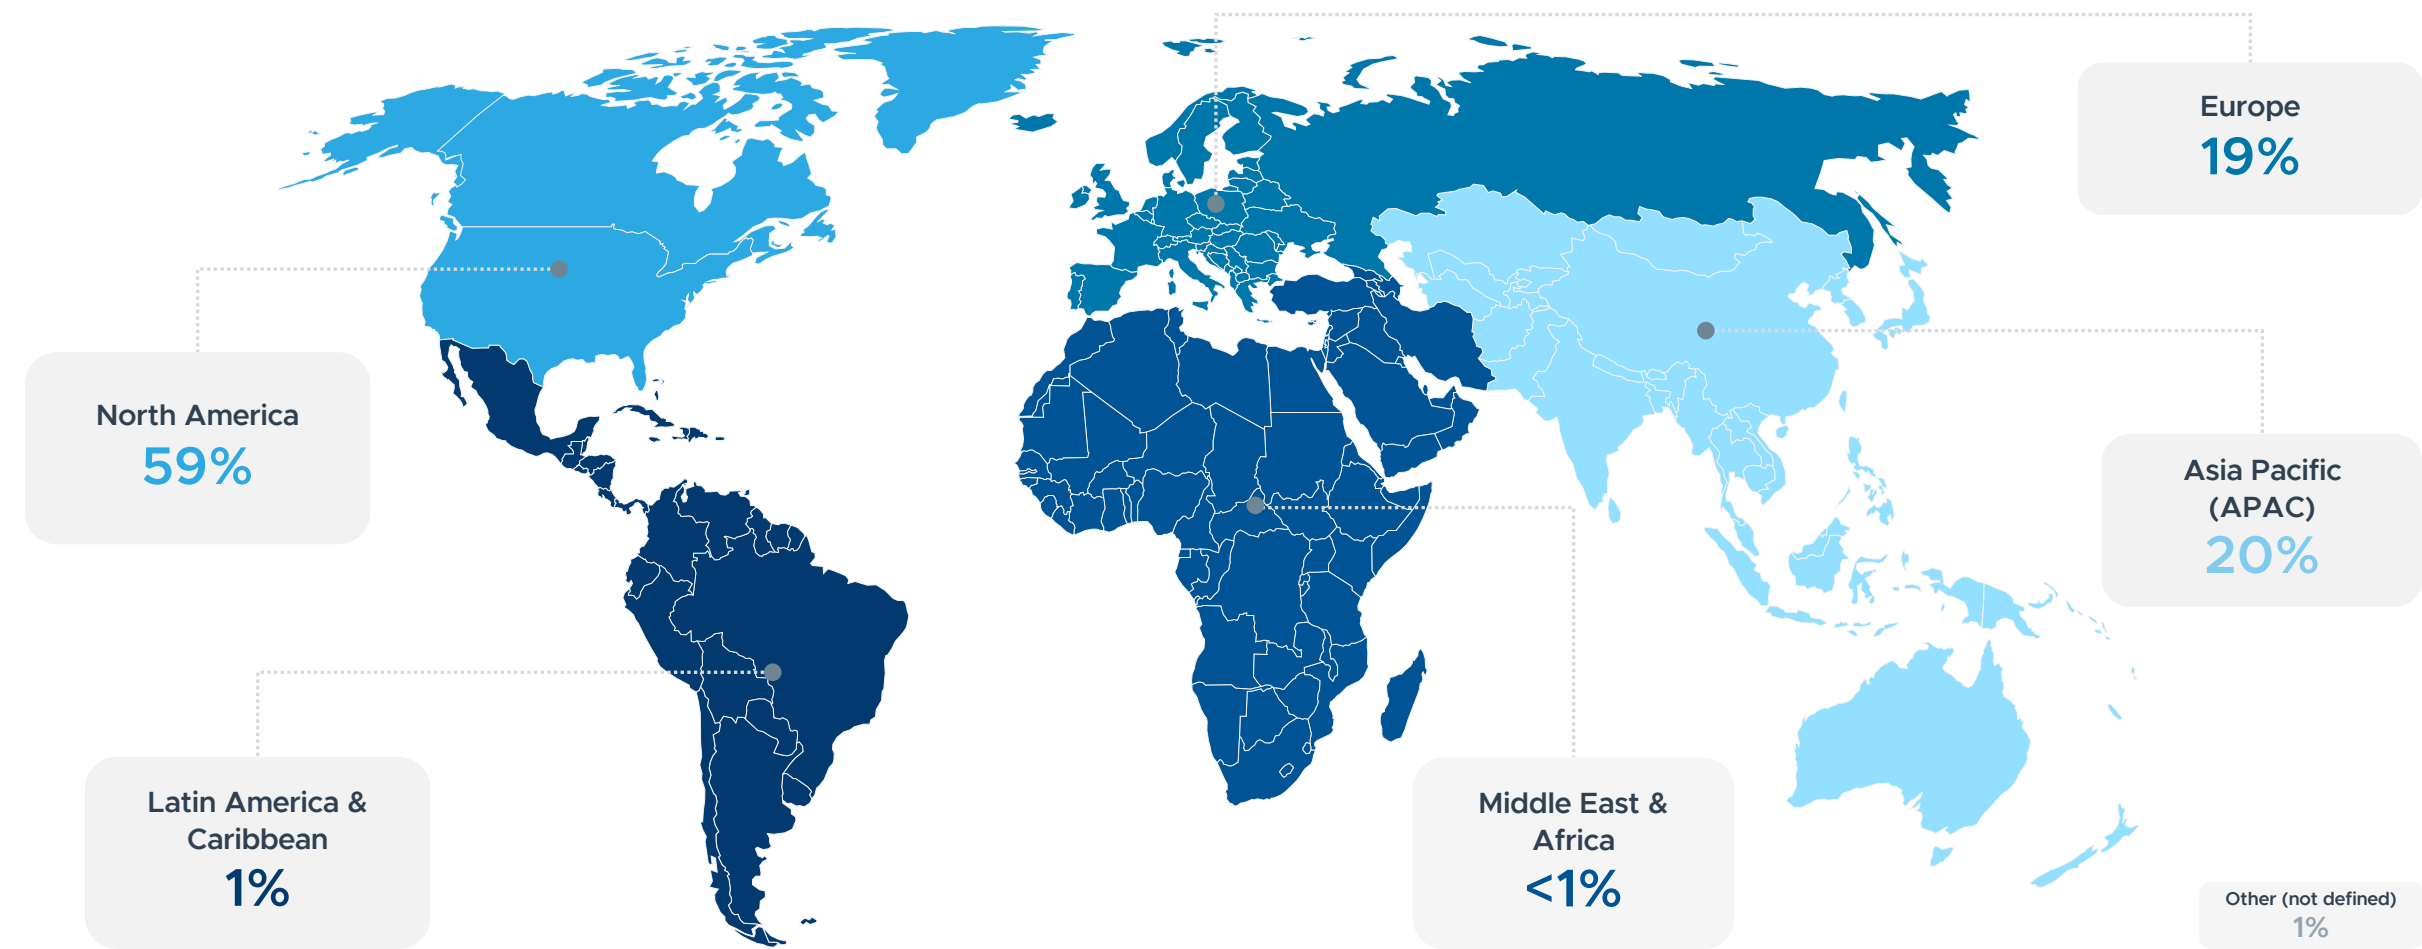 Europe
19%
North America
59%
Asia Pacific
(APAC)
20%
Latin America &
Caribbean
1%
Middle East &
Africa
<1%
Other (not defined)
1%